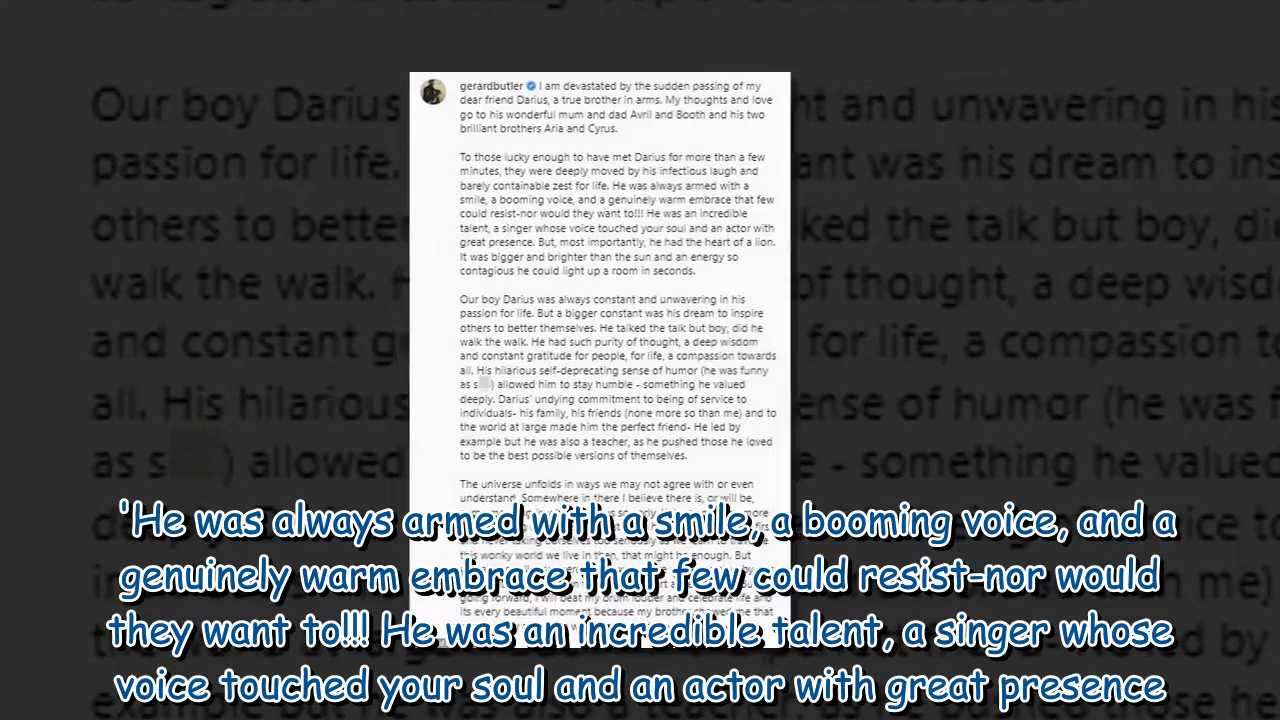 gerardbutler I am devastated by the sudden passing of my
dear friend Darius, a true brother in arms. My thoughts and love
go to his wonderful mum and dad Avril and Booth and his two
brilliant brothers Aria and Cyrus.
To those lucky enough to have met Darius for more than a few
minutes, they were deeply moved by his infectious laugh and
barely containable zest for life. He was always armed with a
smile, a booming voice, and a genuinely warm embrace that few
could resist-nor would they want to!!! He was an incredible
talent, a singer whose voice touched your soul and an actor with
great presence. But, most importantly, he had the heart of a lion.
It was bigger and brighter than the sun and an energy so
contagious he could light up a room in seconds.
Our boy Darius was always constant and unwavering in his
passion for life. But a bigger constant was his dream to inspire
others to better themselves. He talked the talk but boy, did he
walk the walk. He had such purity of thought, a deep wisdom
and constant gratitude for people, for life, a compassion towards
all. His hilarious self-deprecating sense of humor (he was funny
as s ) allowed him to stay humble - something he valued
deeply. Darius' undying commitment to being of service to
individuals- his family, his friends (none more so than me) and to
the world at large made him the perfect friend- He led by
example but he was also a teacher, as he pushed those he loved
to be the best possible versions of themselves.
The universe unfolds in ways we may not agree with or even
understand. Somewhere in there I believe there is, or will be,
this wonky world we live in then, that might be enough. But
going forward, I will beat my drum louder and celebrate life and
its every beautiful moment because my brother showed me that
'He was always armed with a smile, a booming voice, and a
genuinely warm embrace that few could resist-nor would
they want to!!! He was an incredible talent, a singer whose
voice touched your soul and an actor with great presence